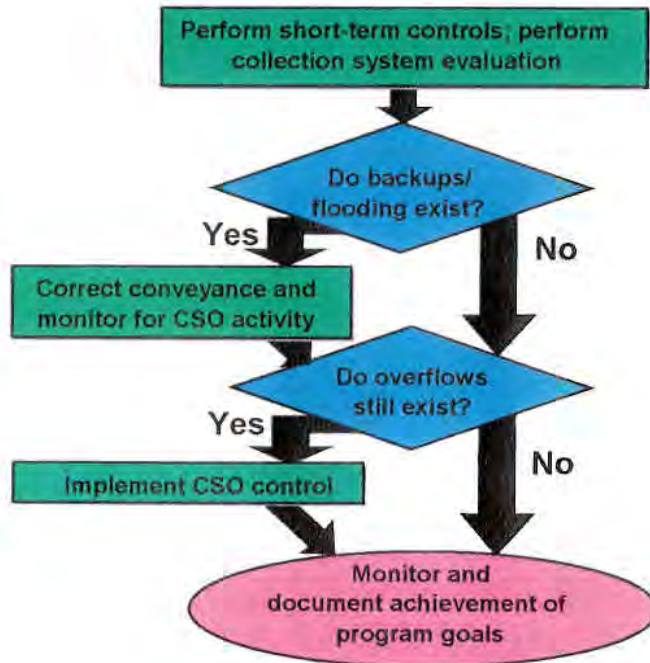 Perform short-term controls; perform
collection system evaluation
Do backups/
flooding exist?
Yes
No
Correct conveyance and
monitor for CSO activity
Do overflows
still exist?
Yes
No
Implement CSO control
Monitor and
document achievement of
program goals